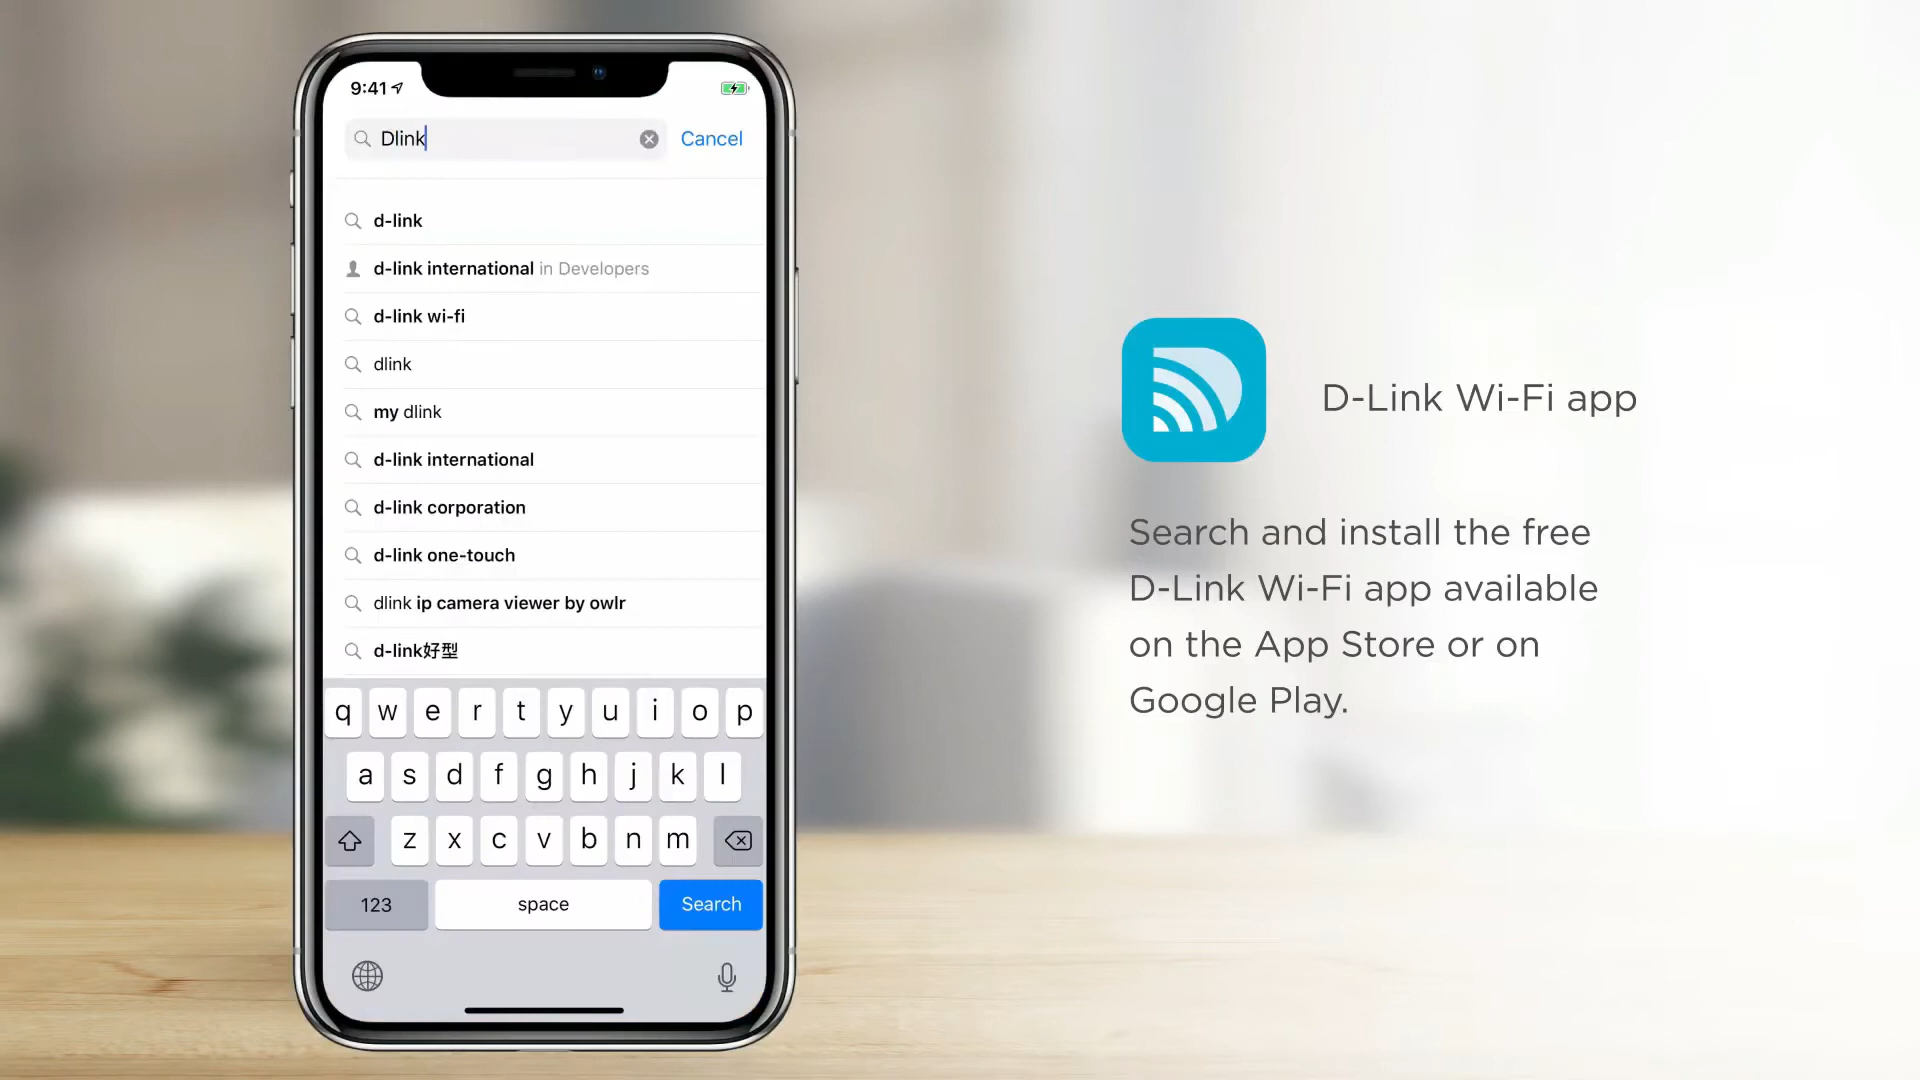 9:41
Dlink
Cancel
d-link
d-link international in Developers
d-link wi-fi
dlink
my dlink
d-link international
d-link corporation
d-link one-touch
dlink ip camera viewer by owlr
d-link好型
q w e r t y u i o p
a s d f g h j k l
z x c v b n m
123 space Search
D-Link Wi-Fi app
Search and install the free
D-Link Wi-Fi app available
on the App Store or on
Google Play.